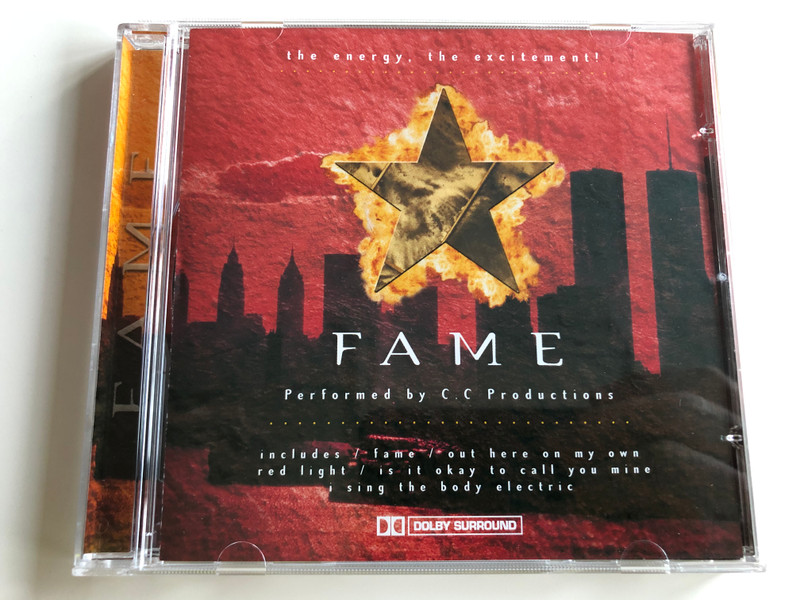 the energy, the excitement!
FAME
FAME
Performed by C.C Productions
includes / fame / out here on my own
red light / is it okay to call you mine
i sing the body electric
DOLBY SURROUND